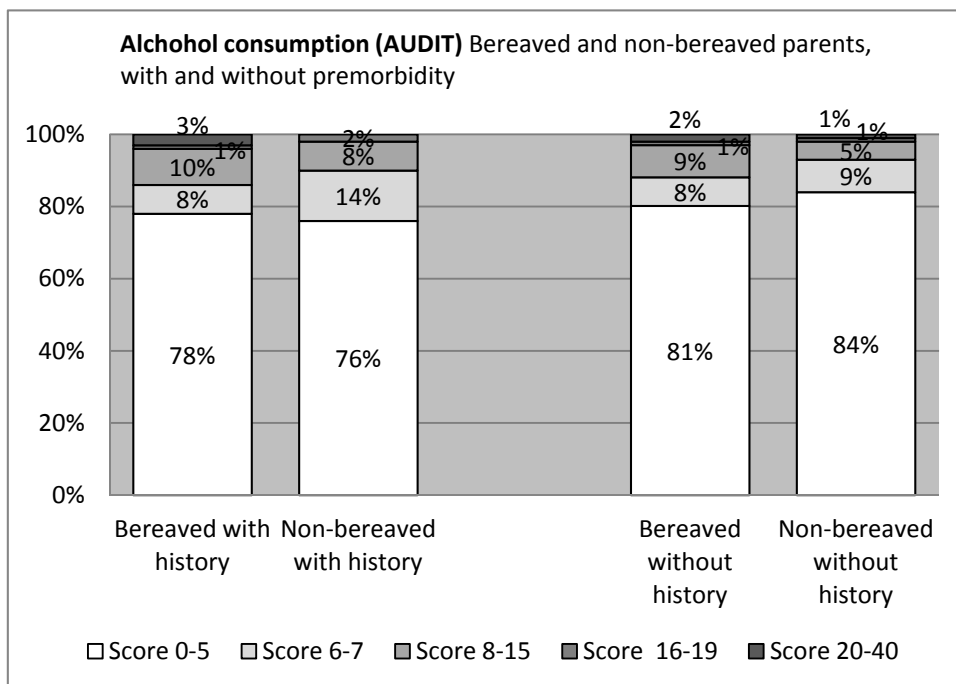 Alchohol consumption (AUDIT) Bereaved and non-bereaved parents,
with and without premorbidity
3% 2% 1%
100% 2% 1%
1% 1%
10% 8% 9% 5%
8% 14% 8% 9%
80%
60%
78% 76% 81% 84%
40%
20%
0%
Bereaved with Non-bereaved Bereaved Non-bereaved
history with history without without
history history
Score 0-5 Score 6-7 Score 8-15 Score 16-19 Score 20-40